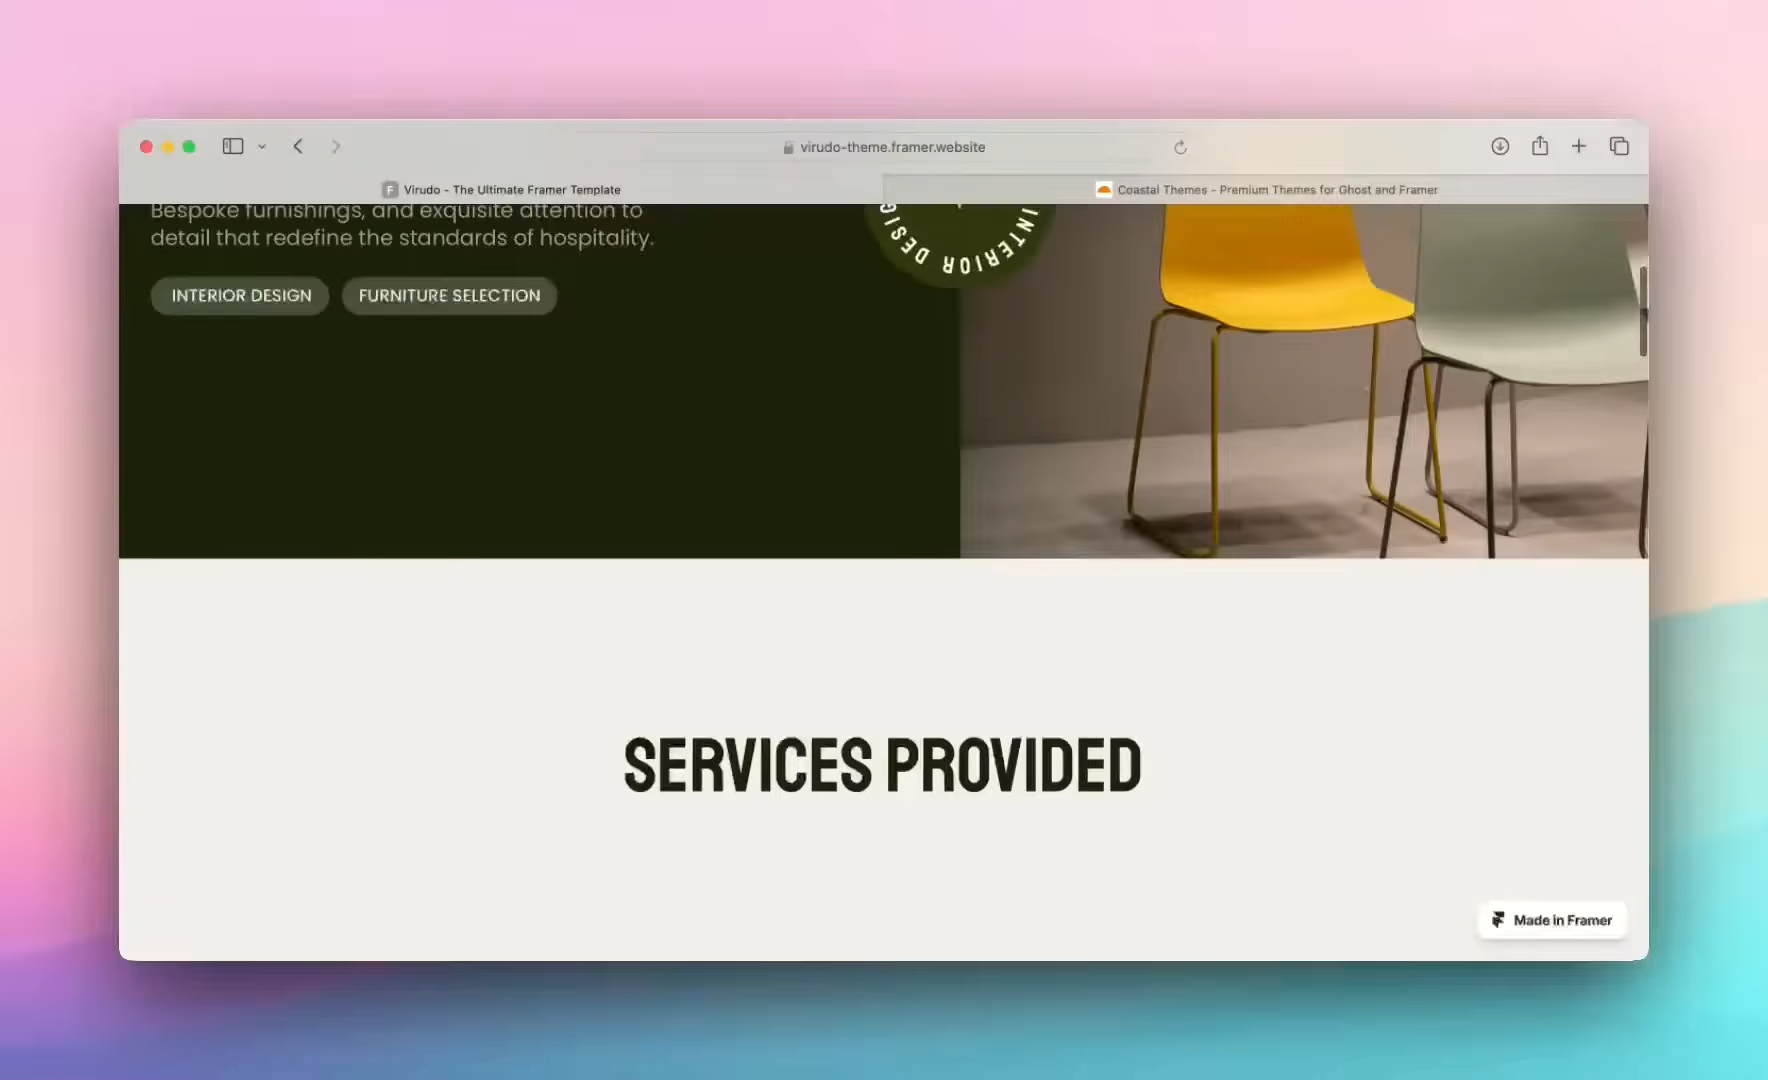 virudo-theme.framer.website
F Virudo - The Ultimate Framer Template
Coastal Themes - Premium Themes for Ghost and Framer
Bespoke furnishings, and exquisite attention to
detail that redefine the standards of hospitality.
INTERIOR DESIG
INTERIOR DESIGN
FURNITURE SELECTION
SERVICES PROVIDED
Made in Framer